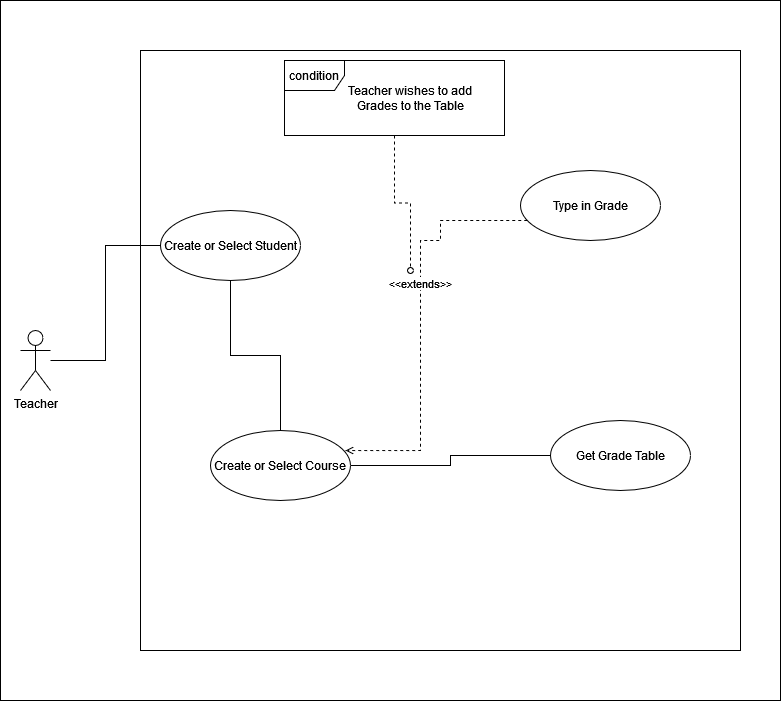 condition
Teacher wishes to add
Grades to the Table
Type in Grade
Create or Select Student
<<extends>>
Teacher
Create or Select Course
Get Grade Table